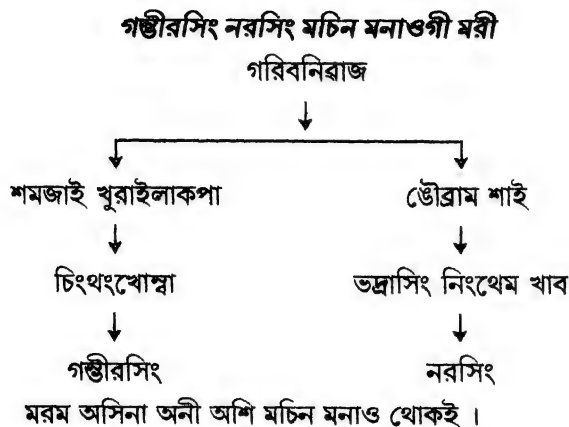 গম্ভীরসিং নরসিং মচিন মনাওগী মরী
গরিবনিৱাজ
শমজাই খুরাইলাকপা
ঙৌব্রাম শাই
চিংথংখোম্বা
ভদ্রাসিং নিংথেম খাব
গম্ভীরসিং
নরসিং
মরম অসিনা অনী অশি মচিন মনাও থোকই ।